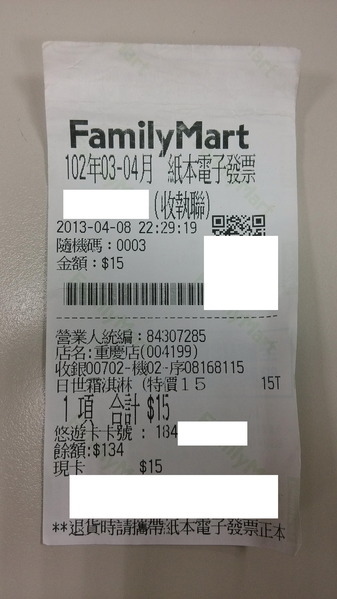 FamilyMart
102年03-04月 紙本電子發票
(收執聯)
2013-04-08 22:29:19
隨機碼：0003
金額：$15
營業人統編：84307285
店名:重慶店(004199)
收銀00702-機02-序08168115
日世霜淇淋 (特價１５ 15T
1 項 合計 $15
悠遊卡卡號：184
餘額:$134
現卡 $15
**退貨時請攜帶紙本電子發票正本